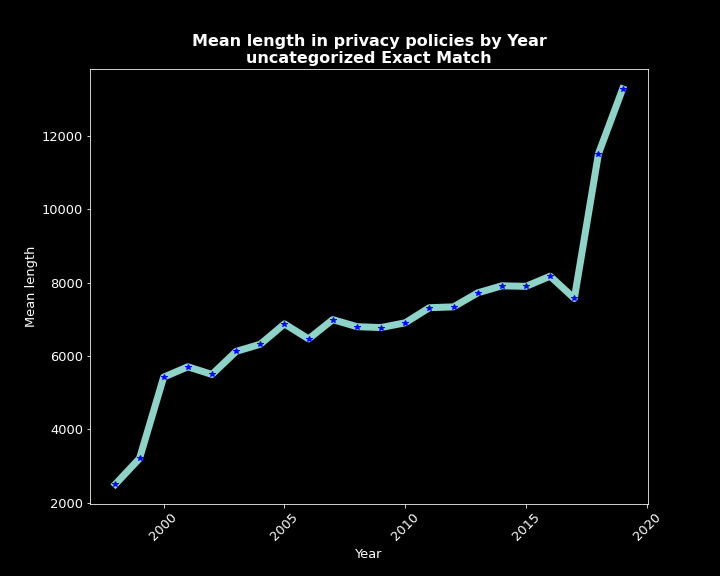 Mean length in privacy policies by Year
uncategorized Exact Match
12000
10000
8000
6000
4000
2000
Mean length
2000
2005
2010
2015
2020
Year